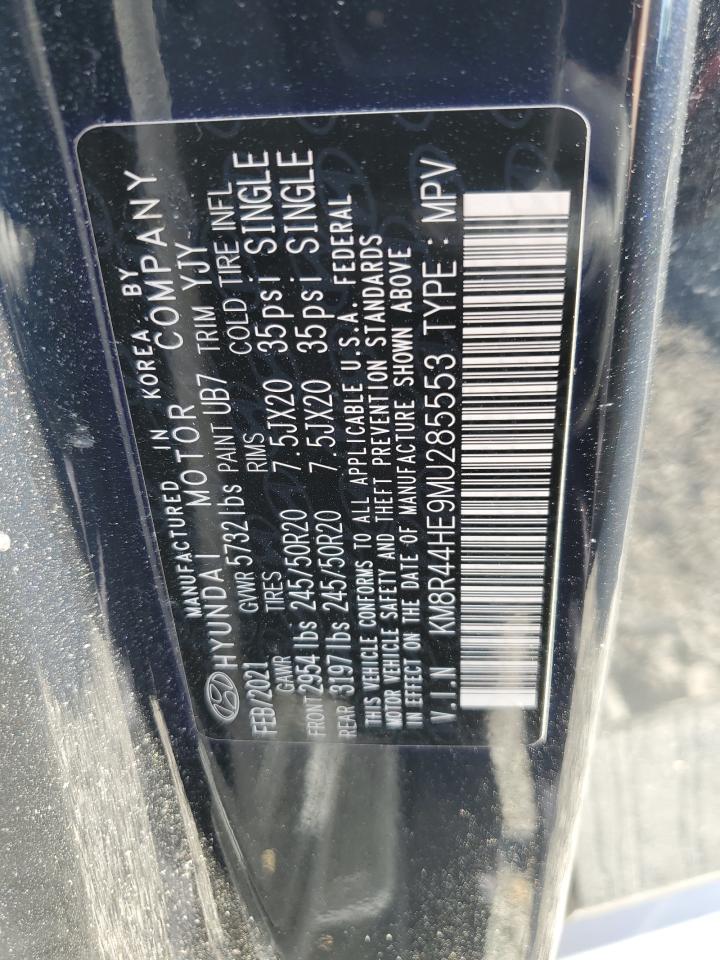 MANUFACTURED IN KOREA BY
HYUNDAI MOTOR COMPANY
FEB/2021 GVWR 5732lbs PAINT UB7 TRIM YJY
GAWR TIRES RIMS COLD TIRE INFL
FRONT 2954lbs 245/50R20 7.5JX20 35psi SINGLE
REAR 3197lbs 245/50R20 7.5JX20 35psi SINGLE
THIS VEHICLE CONFORMS TO ALL APPLICABLE U.S.A. FEDERAL
MOTOR VEHICLE SAFETY AND THEFT PREVENTION STANDARDS
IN EFFECT ON THE DATE OF MANUFACTURE SHOWN ABOVE
V.I.N KM8R44HE9MU285553 TYPE : MPV